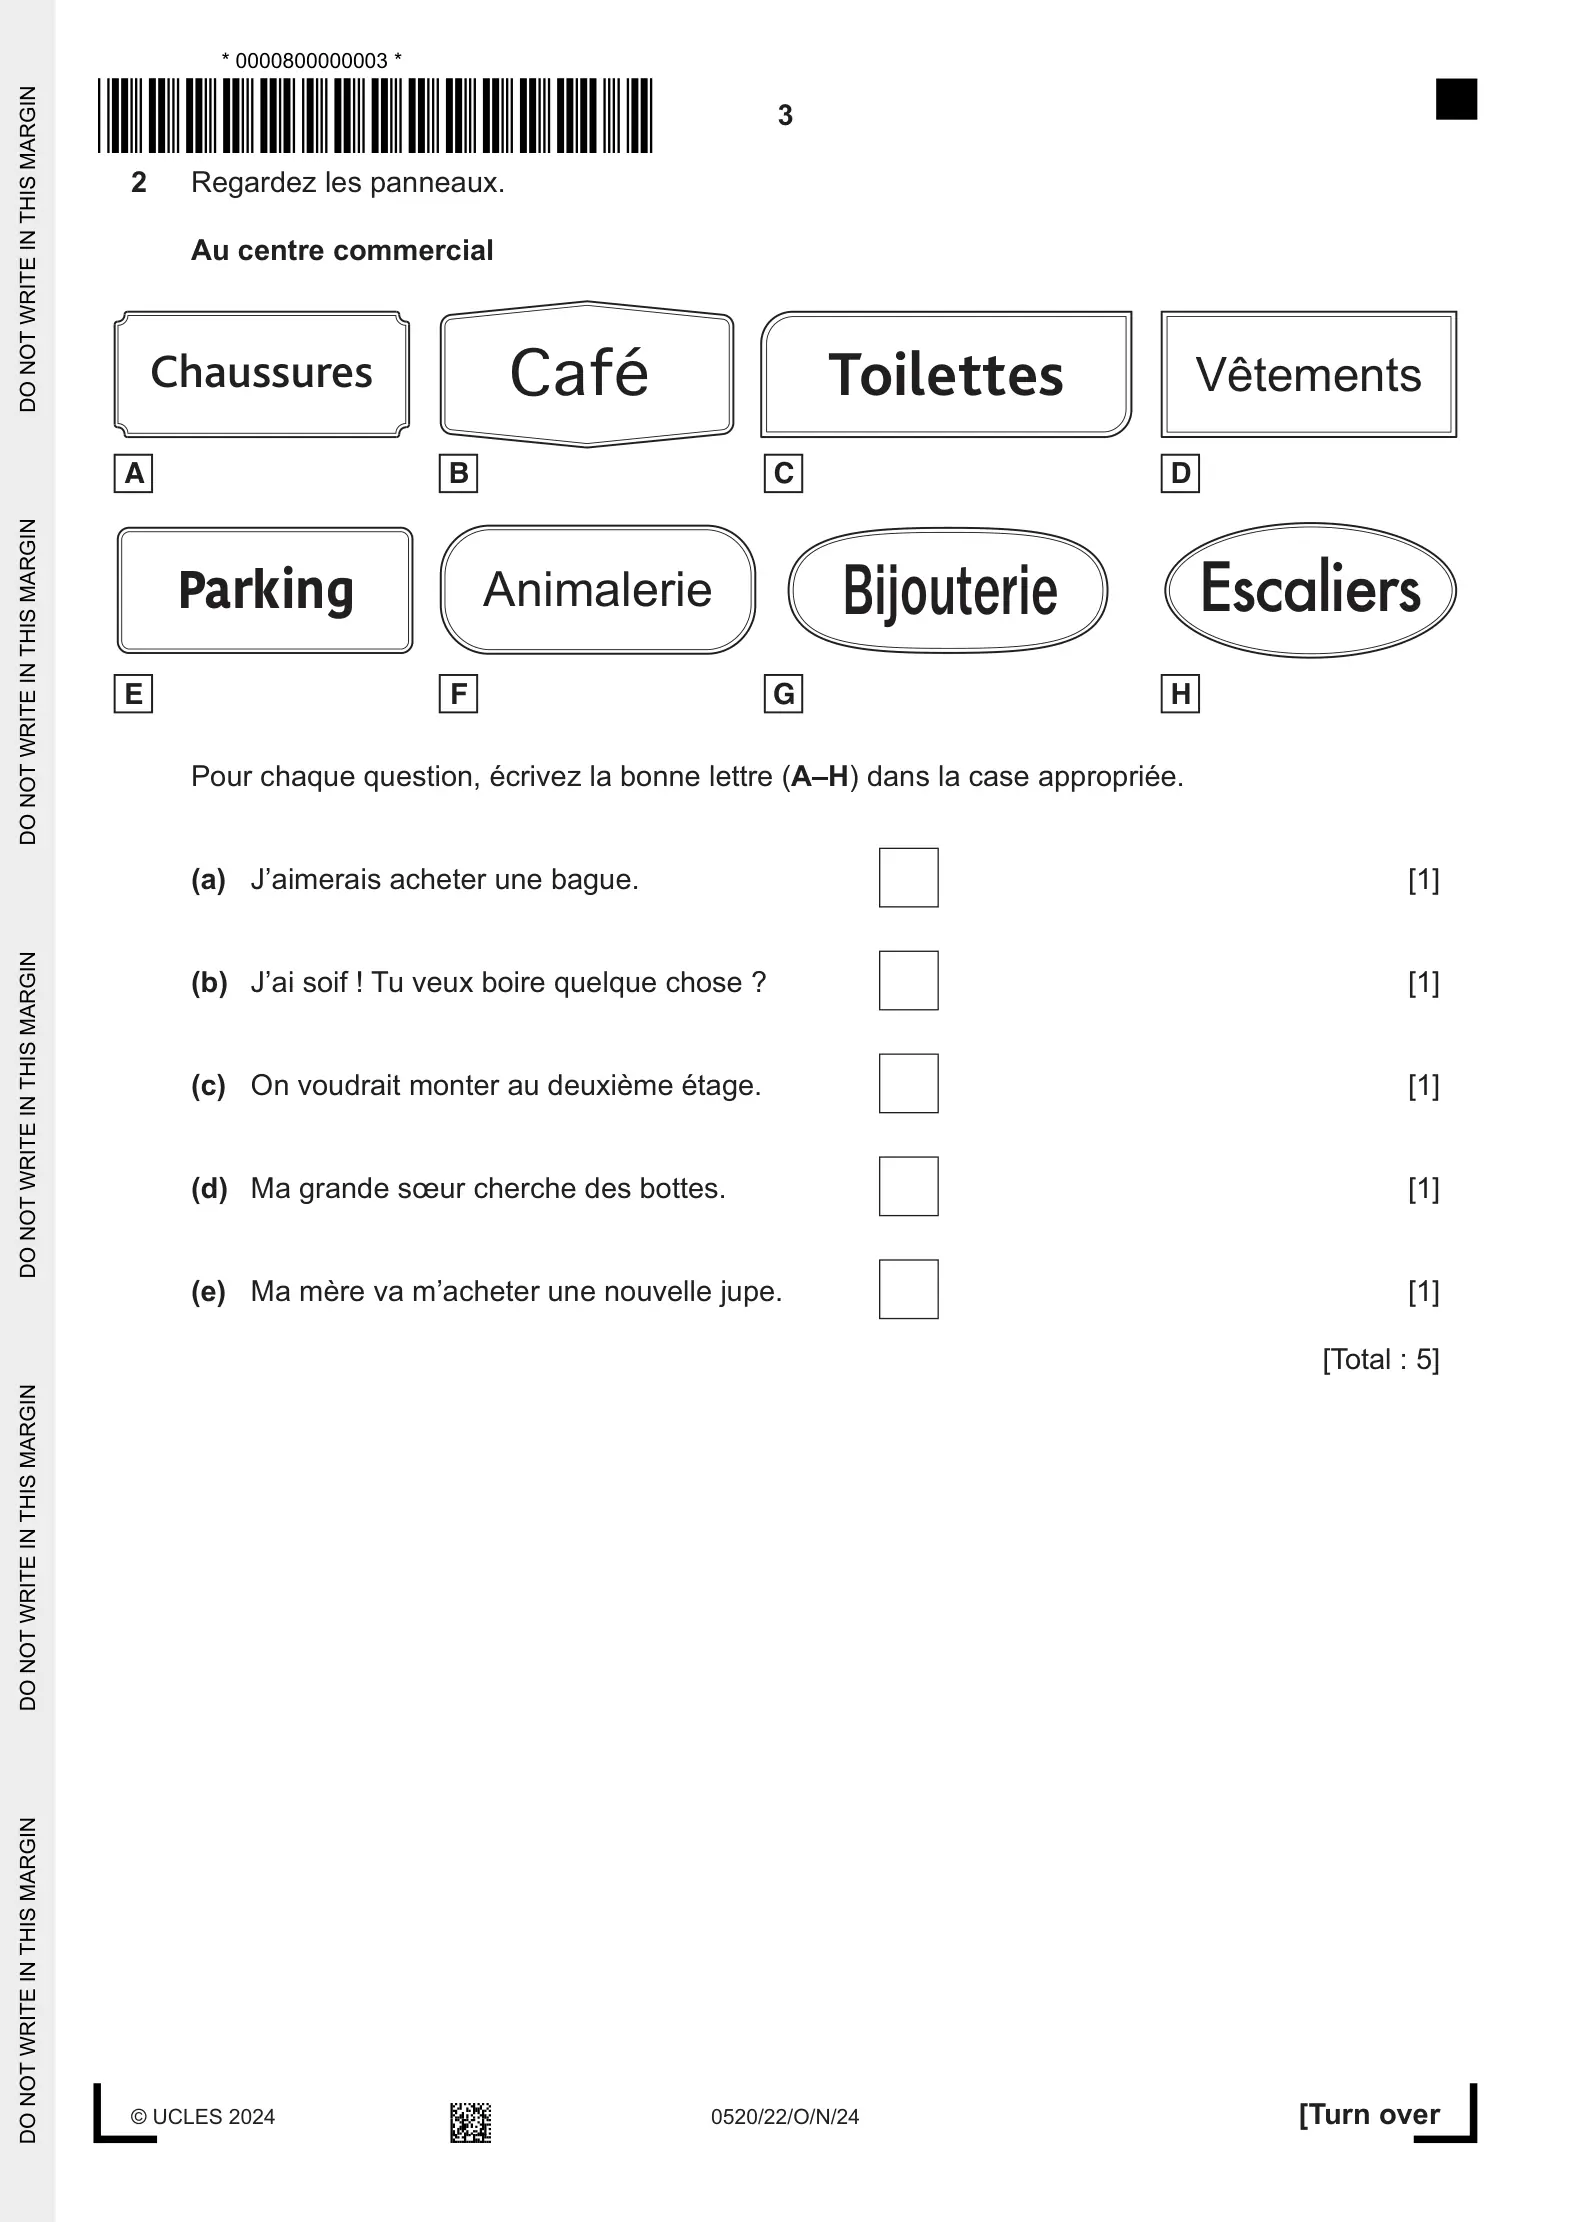 * 0000800000003 *
3
2 Regardez les panneaux.
Au centre commercial
Chaussures Café Toilettes Vêtements
A B C D
Parking Animalerie Bijouterie Escaliers
E F G H
Pour chaque question, écrivez la bonne lettre (A–H) dans la case appropriée.
(a) J’aimerais acheter une bague. [1]
(b) J’ai soif ! Tu veux boire quelque chose ? [1]
(c) On voudrait monter au deuxième étage. [1]
(d) Ma grande sœur cherche des bottes. [1]
(e) Ma mère va m’acheter une nouvelle jupe. [1]
[Total : 5]
© UCLES 2024 0520/22/O/N/24 [Turn over
DO NOT WRITE IN THIS MARGIN
DO NOT WRITE IN THIS MARGIN
DO NOT WRITE IN THIS MARGIN
DO NOT WRITE IN THIS MARGIN
DO NOT WRITE IN THIS MARGIN